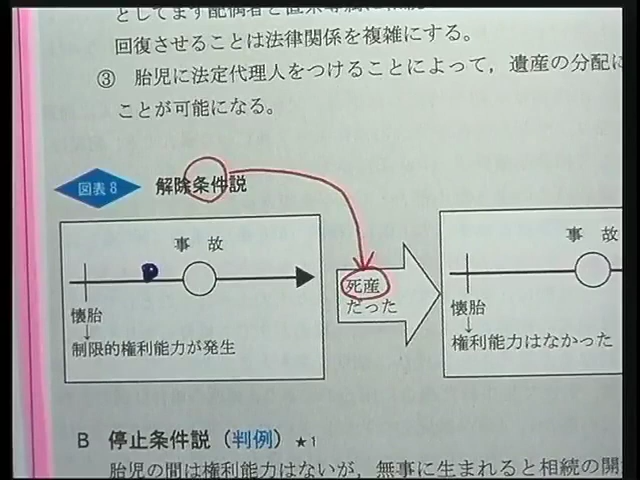 回復させることは法律関係を複雑にする。
③ 胎児に法定代理人をつけることによって，遺産の分配に
ことが可能になる。
図表8 解除条件説
事 故
懐胎
↓
制限的権利能力が発生
死産
だった
事 故
懐胎
↓
権利能力はなかった
B 停止条件説（判例）★1
胎児の間は権利能力はないが，無事に生まれると相続の開